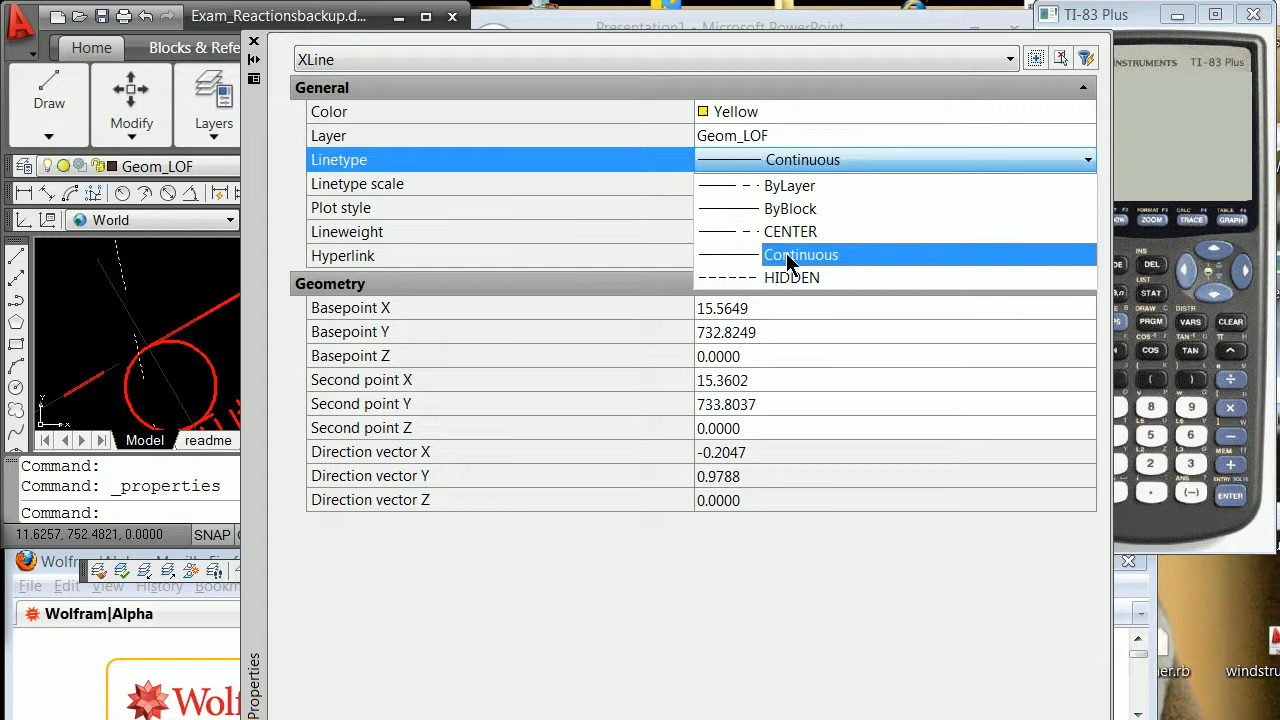 Exam_Reactionsbackup.d...
Presentation1 - Microsoft PowerPoint
TI-83 Plus
Home
Blocks & Refe
XLine
INSTRUMENTS TI-83 Plus
General
Draw
Modify
Layers
Color
Yellow
Layer
Geom_LOF
Geom_LOF
Linetype
Continuous
Linetype scale
ByLayer
Plot style
ByBlock
World
Lineweight
CENTER
Hyperlink
Continuous
HIDDEN
Geometry
Basepoint X
15.5649
Basepoint Y
732.8249
Basepoint Z
0.0000
Second point X
15.3602
Second point Y
733.8037
Second point Z
0.0000
Direction vector X
-0.2047
Direction vector Y
0.9788
Direction vector Z
0.0000
ZOOM TRACE GRAPH
DEL
STAT
PRGM VARS CLEAR
COS TAN ^
( ) ÷
8 9 ×
5 6 −
2 3 +
. (−) ENTER
Y
X
Model readme
Command:
Command: _properties
Command:
11.6257, 752.4821, 0.0000 SNAP
Wolfram
File Edit View History Bookm
Wolfram|Alpha
Wolf
Properties
ner.rb
windstru